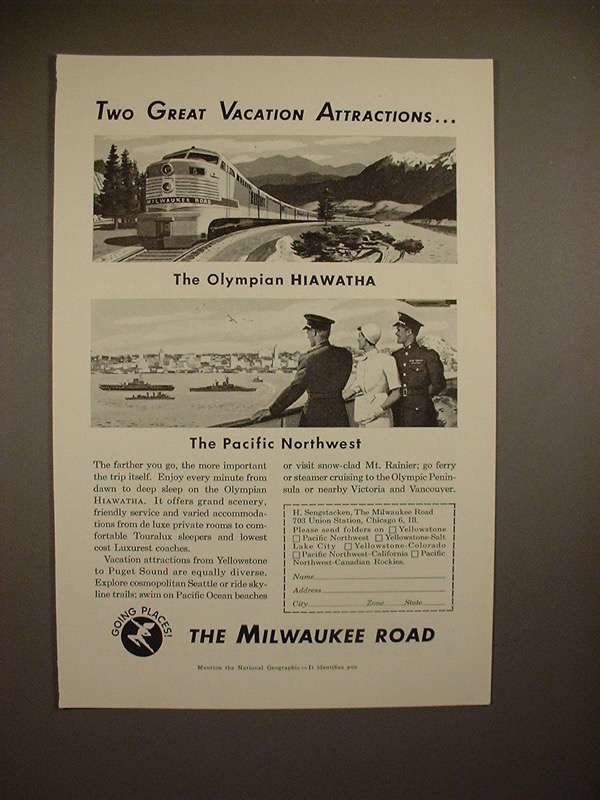 TWO GREAT VACATION ATTRACTIONS...
MILWAUKEE ROAD
The Olympian HIAWATHA
The Pacific Northwest
The farther you go, the more important
the trip itself. Enjoy every minute from
dawn to deep sleep on the Olympian
HIAWATHA. It offers grand scenery,
friendly service and varied accommoda-
tions from de luxe private rooms to com-
fortable Touralux sleepers and lowest
cost Luxurest coaches.
Vacation attractions from Yellowstone
to Puget Sound are equally diverse.
Explore cosmopolitan Seattle or ride sky-
line trails; swim on Pacific Ocean beaches
or visit snow-clad Mt. Rainier; go ferry
or steamer cruising to the Olympic Penin-
sula or nearby Victoria and Vancouver.
H. Sengstacken, The Milwaukee Road
703 Union Station, Chicago 6, Ill.
Please send folders on □ Yellowstone
□ Pacific Northwest □ Yellowstone-Salt
Lake City □ Yellowstone-Colorado
□ Pacific Northwest-California □ Pacific
Northwest-Canadian Rockies.
Name
Address
City Zone State
GOING PLACES!
THE MILWAUKEE ROAD
Mention the National Geographic—It identifies you